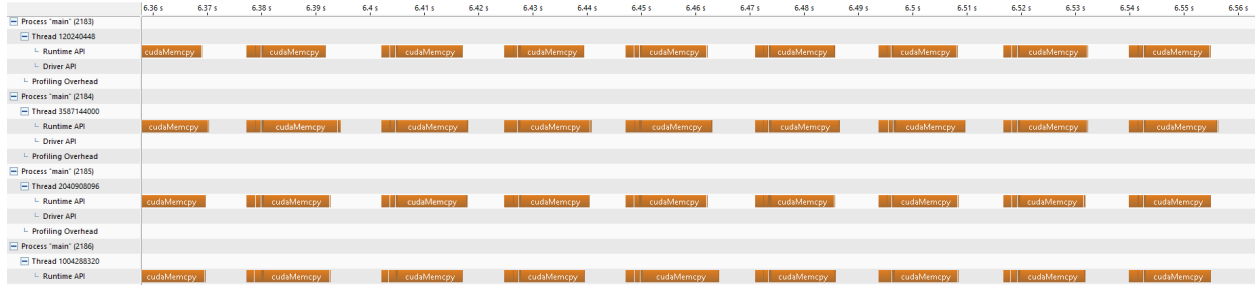 6.36 s 6.37 s 6.38 s 6.39 s 6.4 s 6.41 s 6.42 s 6.43 s 6.44 s 6.45 s 6.46 s 6.47 s 6.48 s 6.49 s 6.5 s 6.51 s 6.52 s 6.53 s 6.54 s 6.55 s 6.56 s
Process "main" (2183)
Thread 120240448
Runtime API cudaMemcpy cudaMemcpy cudaMemcpy cudaMemcpy cudaMemcpy cudaMemcpy cudaMemcpy cudaMemcpy cudaMemcpy
Driver API
Profiling Overhead
Process "main" (2184)
Thread 3587144000
Runtime API cudaMemcpy cudaMemcpy cudaMemcpy cudaMemcpy cudaMemcpy cudaMemcpy cudaMemcpy cudaMemcpy cudaMemcpy
Driver API
Profiling Overhead
Process "main" (2185)
Thread 2040908096
Runtime API cudaMemcpy cudaMemcpy cudaMemcpy cudaMemcpy cudaMemcpy cudaMemcpy cudaMemcpy cudaMemcpy cudaMemcpy
Driver API
Profiling Overhead
Process "main" (2186)
Thread 1004288320
Runtime API cudaMemcpy cudaMemcpy cudaMemcpy cudaMemcpy cudaMemcpy cudaMemcpy cudaMemcpy cudaMemcpy cudaMemcpy